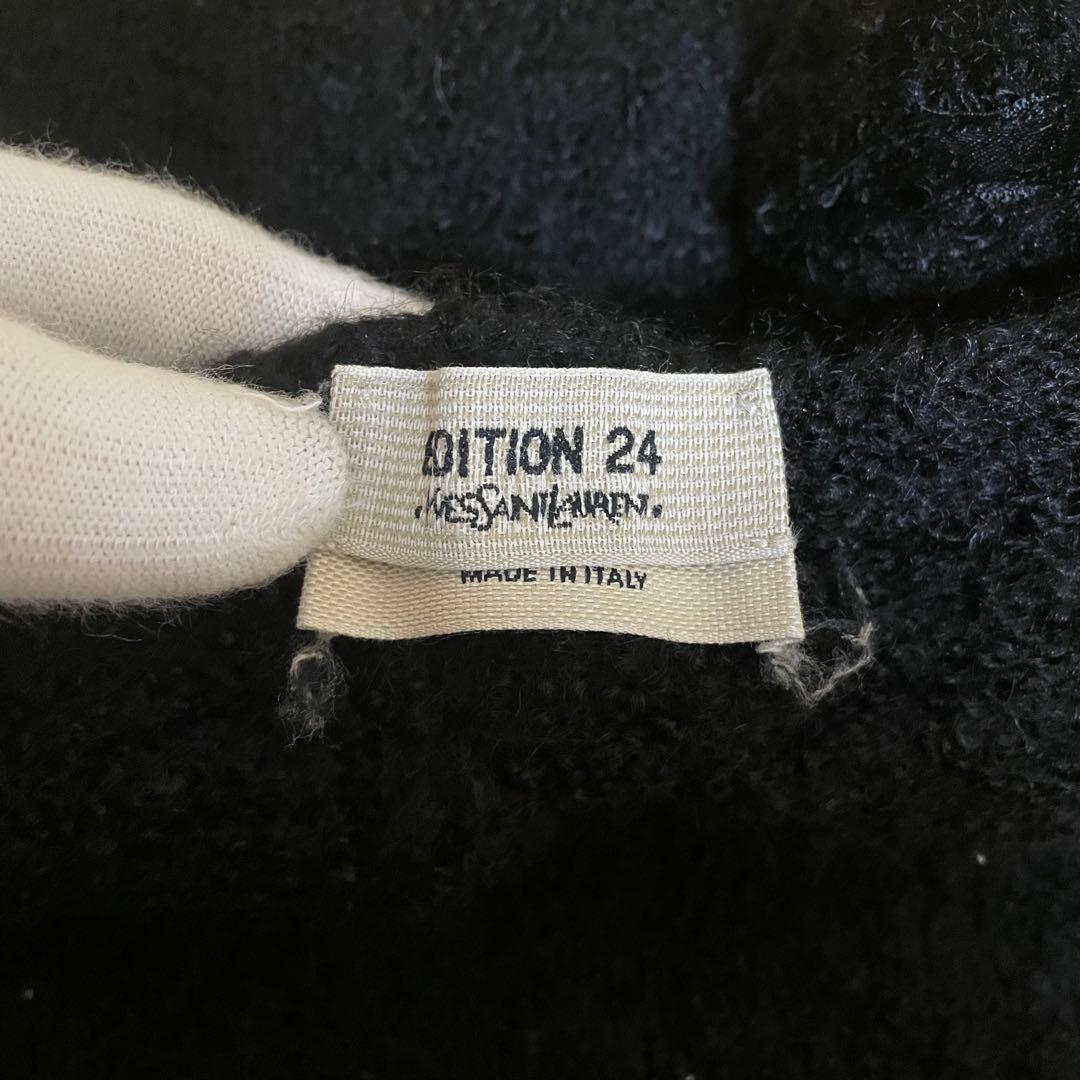 EDITION 24
YVESSAINTLAURENT
MADE IN ITALY